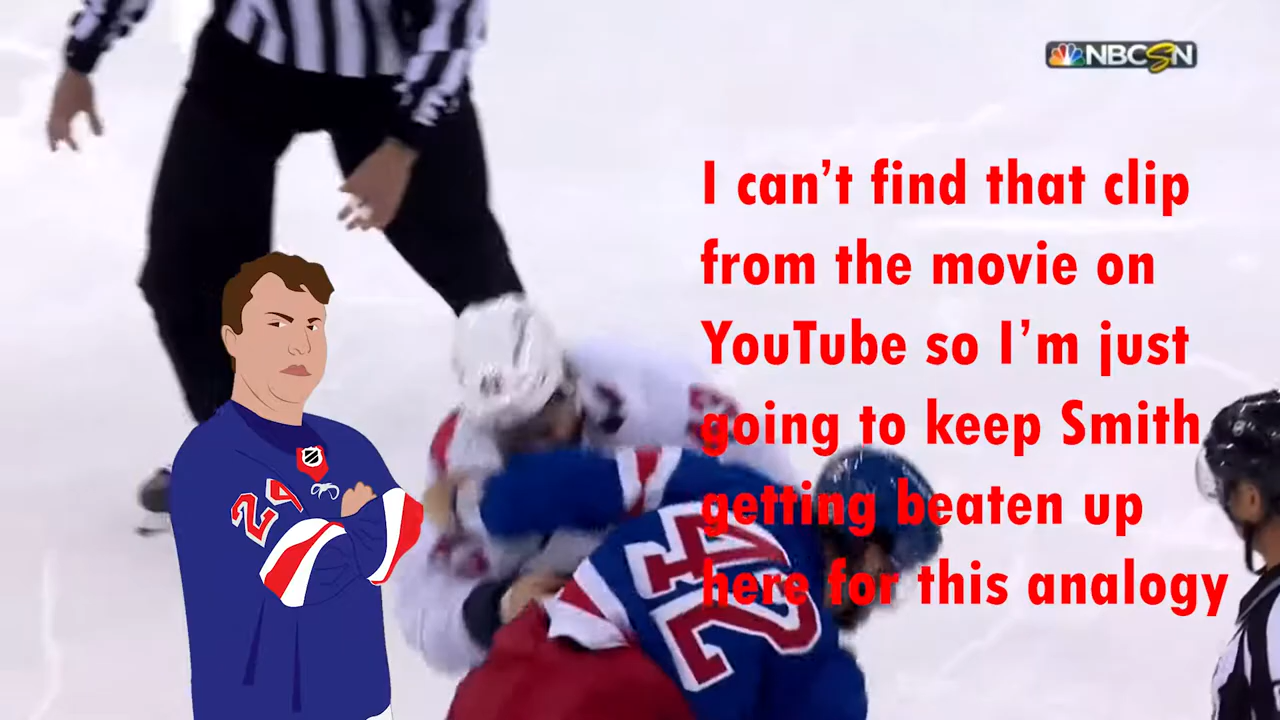 NBCSN
I can’t find that clip
from the movie on
YouTube so I’m just
going to keep Smith
getting beaten up
here for this analogy
24
42